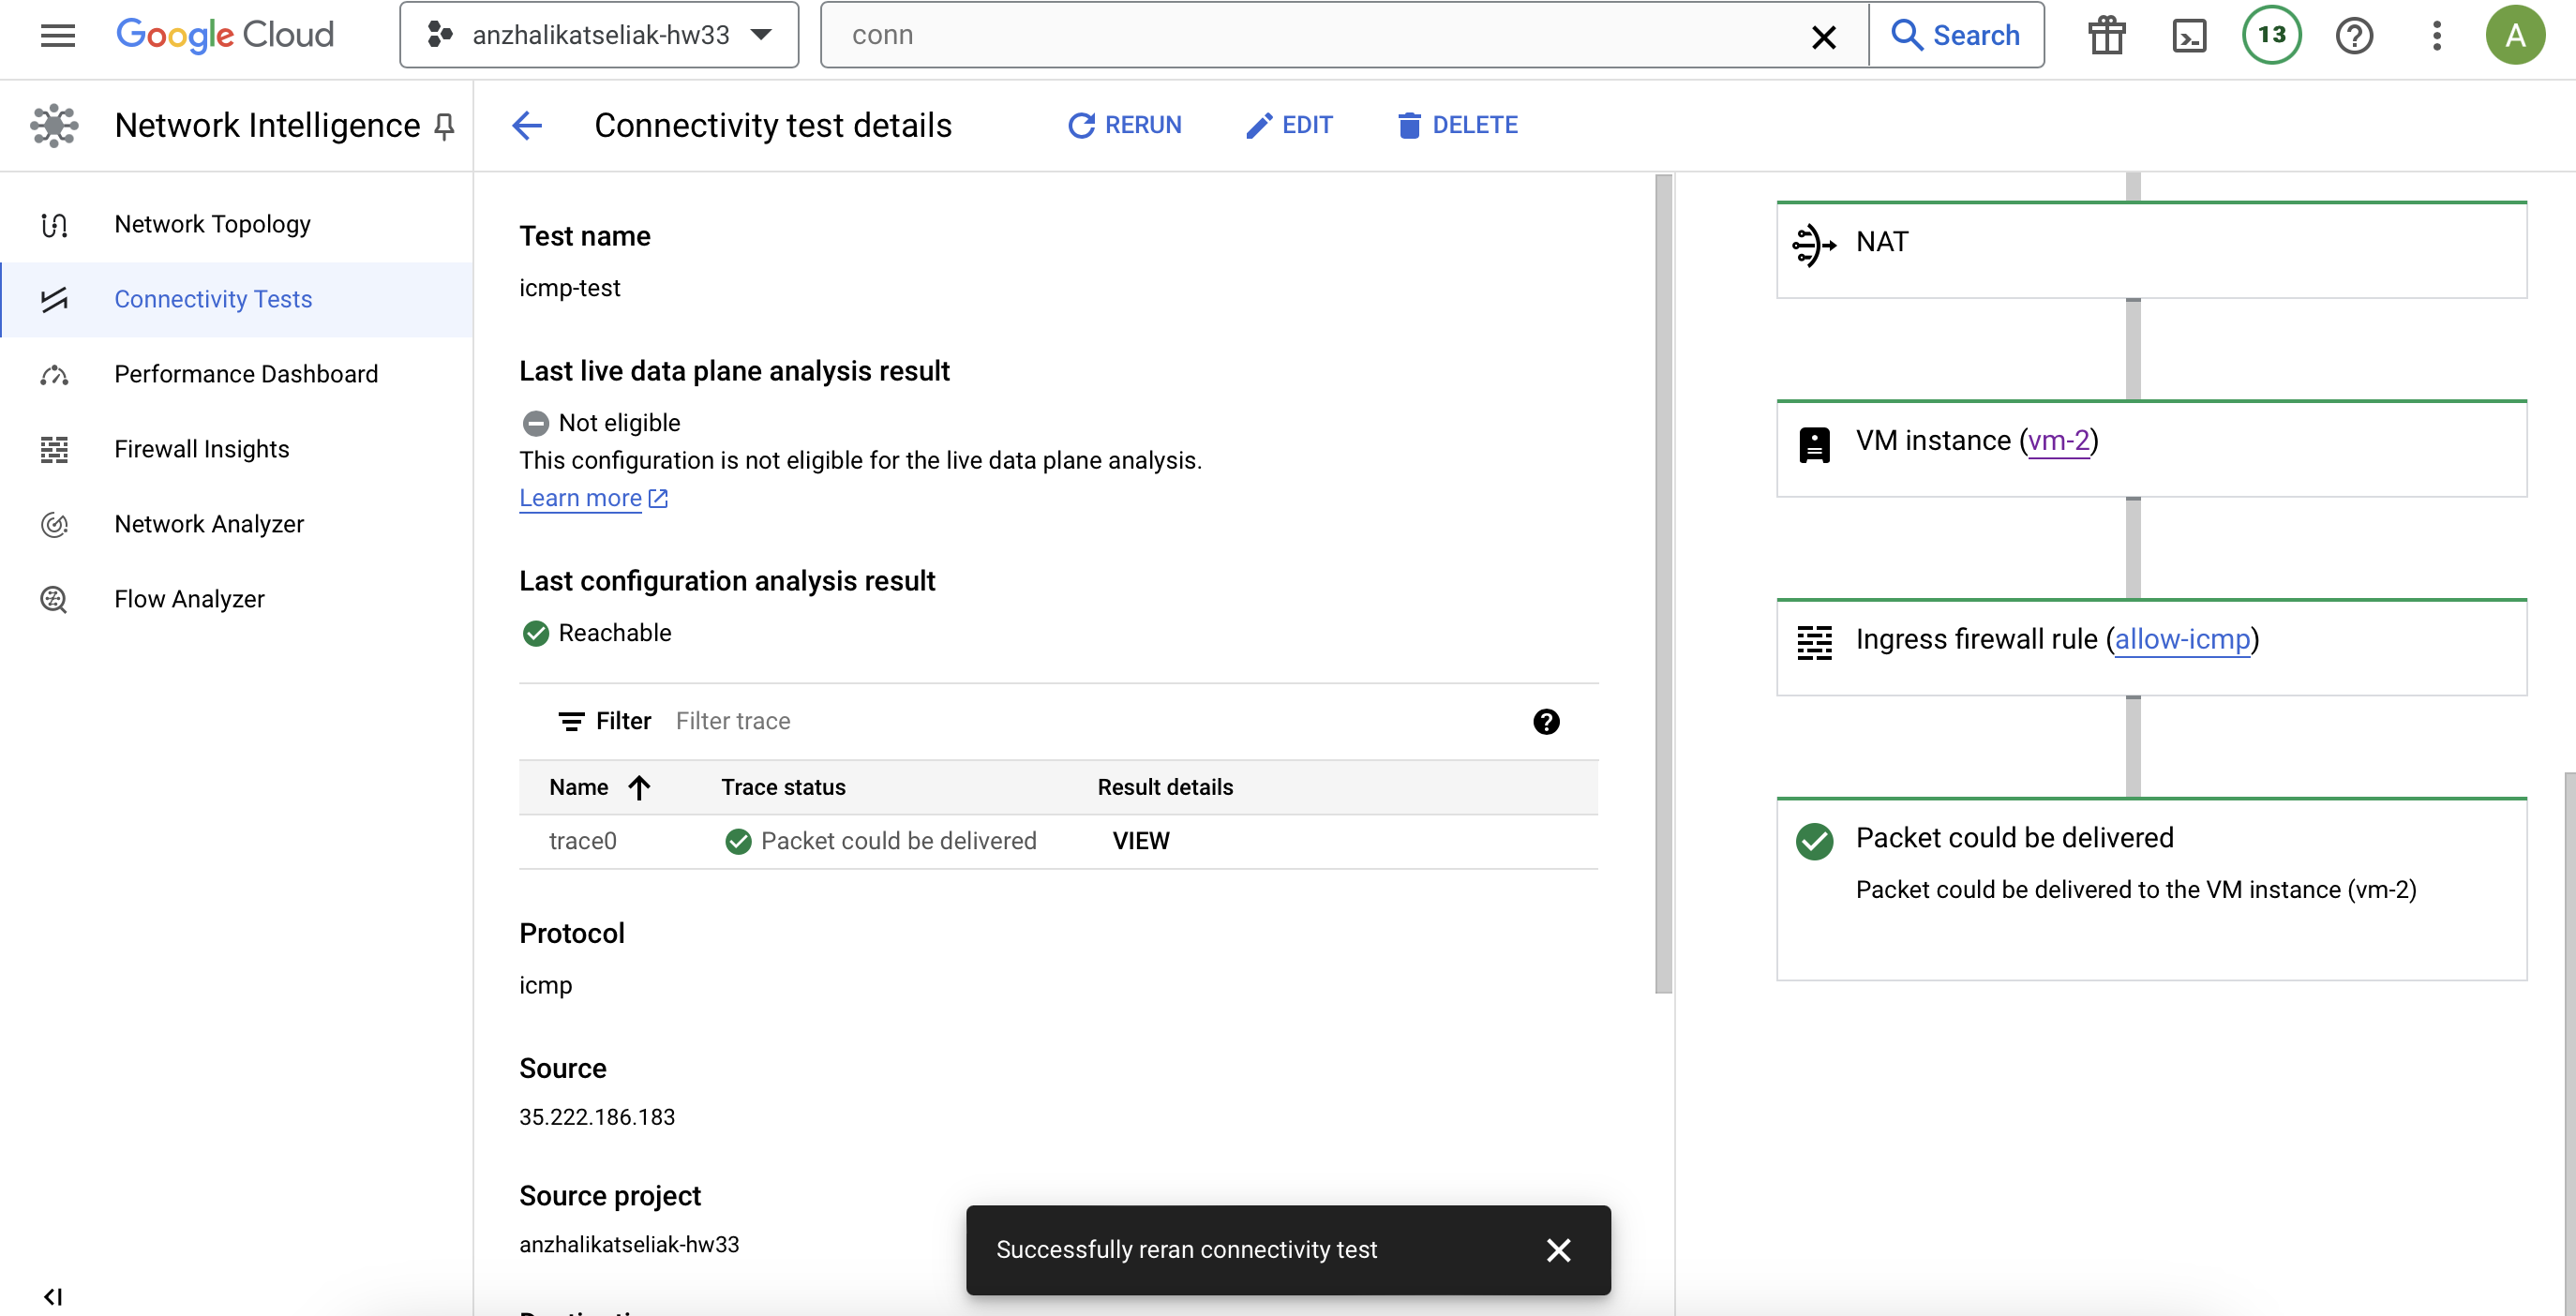 Google Cloud
anzhalikatseliak-hw33
conn
Search
13
A
Network Intelligence
Connectivity test details
RERUN
EDIT
DELETE
Network Topology
Connectivity Tests
Performance Dashboard
Firewall Insights
Network Analyzer
Flow Analyzer
Test name
icmp-test
Last live data plane analysis result
Not eligible
This configuration is not eligible for the live data plane analysis.
Learn more
Last configuration analysis result
Reachable
Filter Filter trace
Name Trace status Result details
trace0 Packet could be delivered VIEW
Protocol
icmp
Source
35.222.186.183
Source project
anzhalikatseliak-hw33
NAT
VM instance (vm-2)
Ingress firewall rule (allow-icmp)
Packet could be delivered
Packet could be delivered to the VM instance (vm-2)
Successfully reran connectivity test